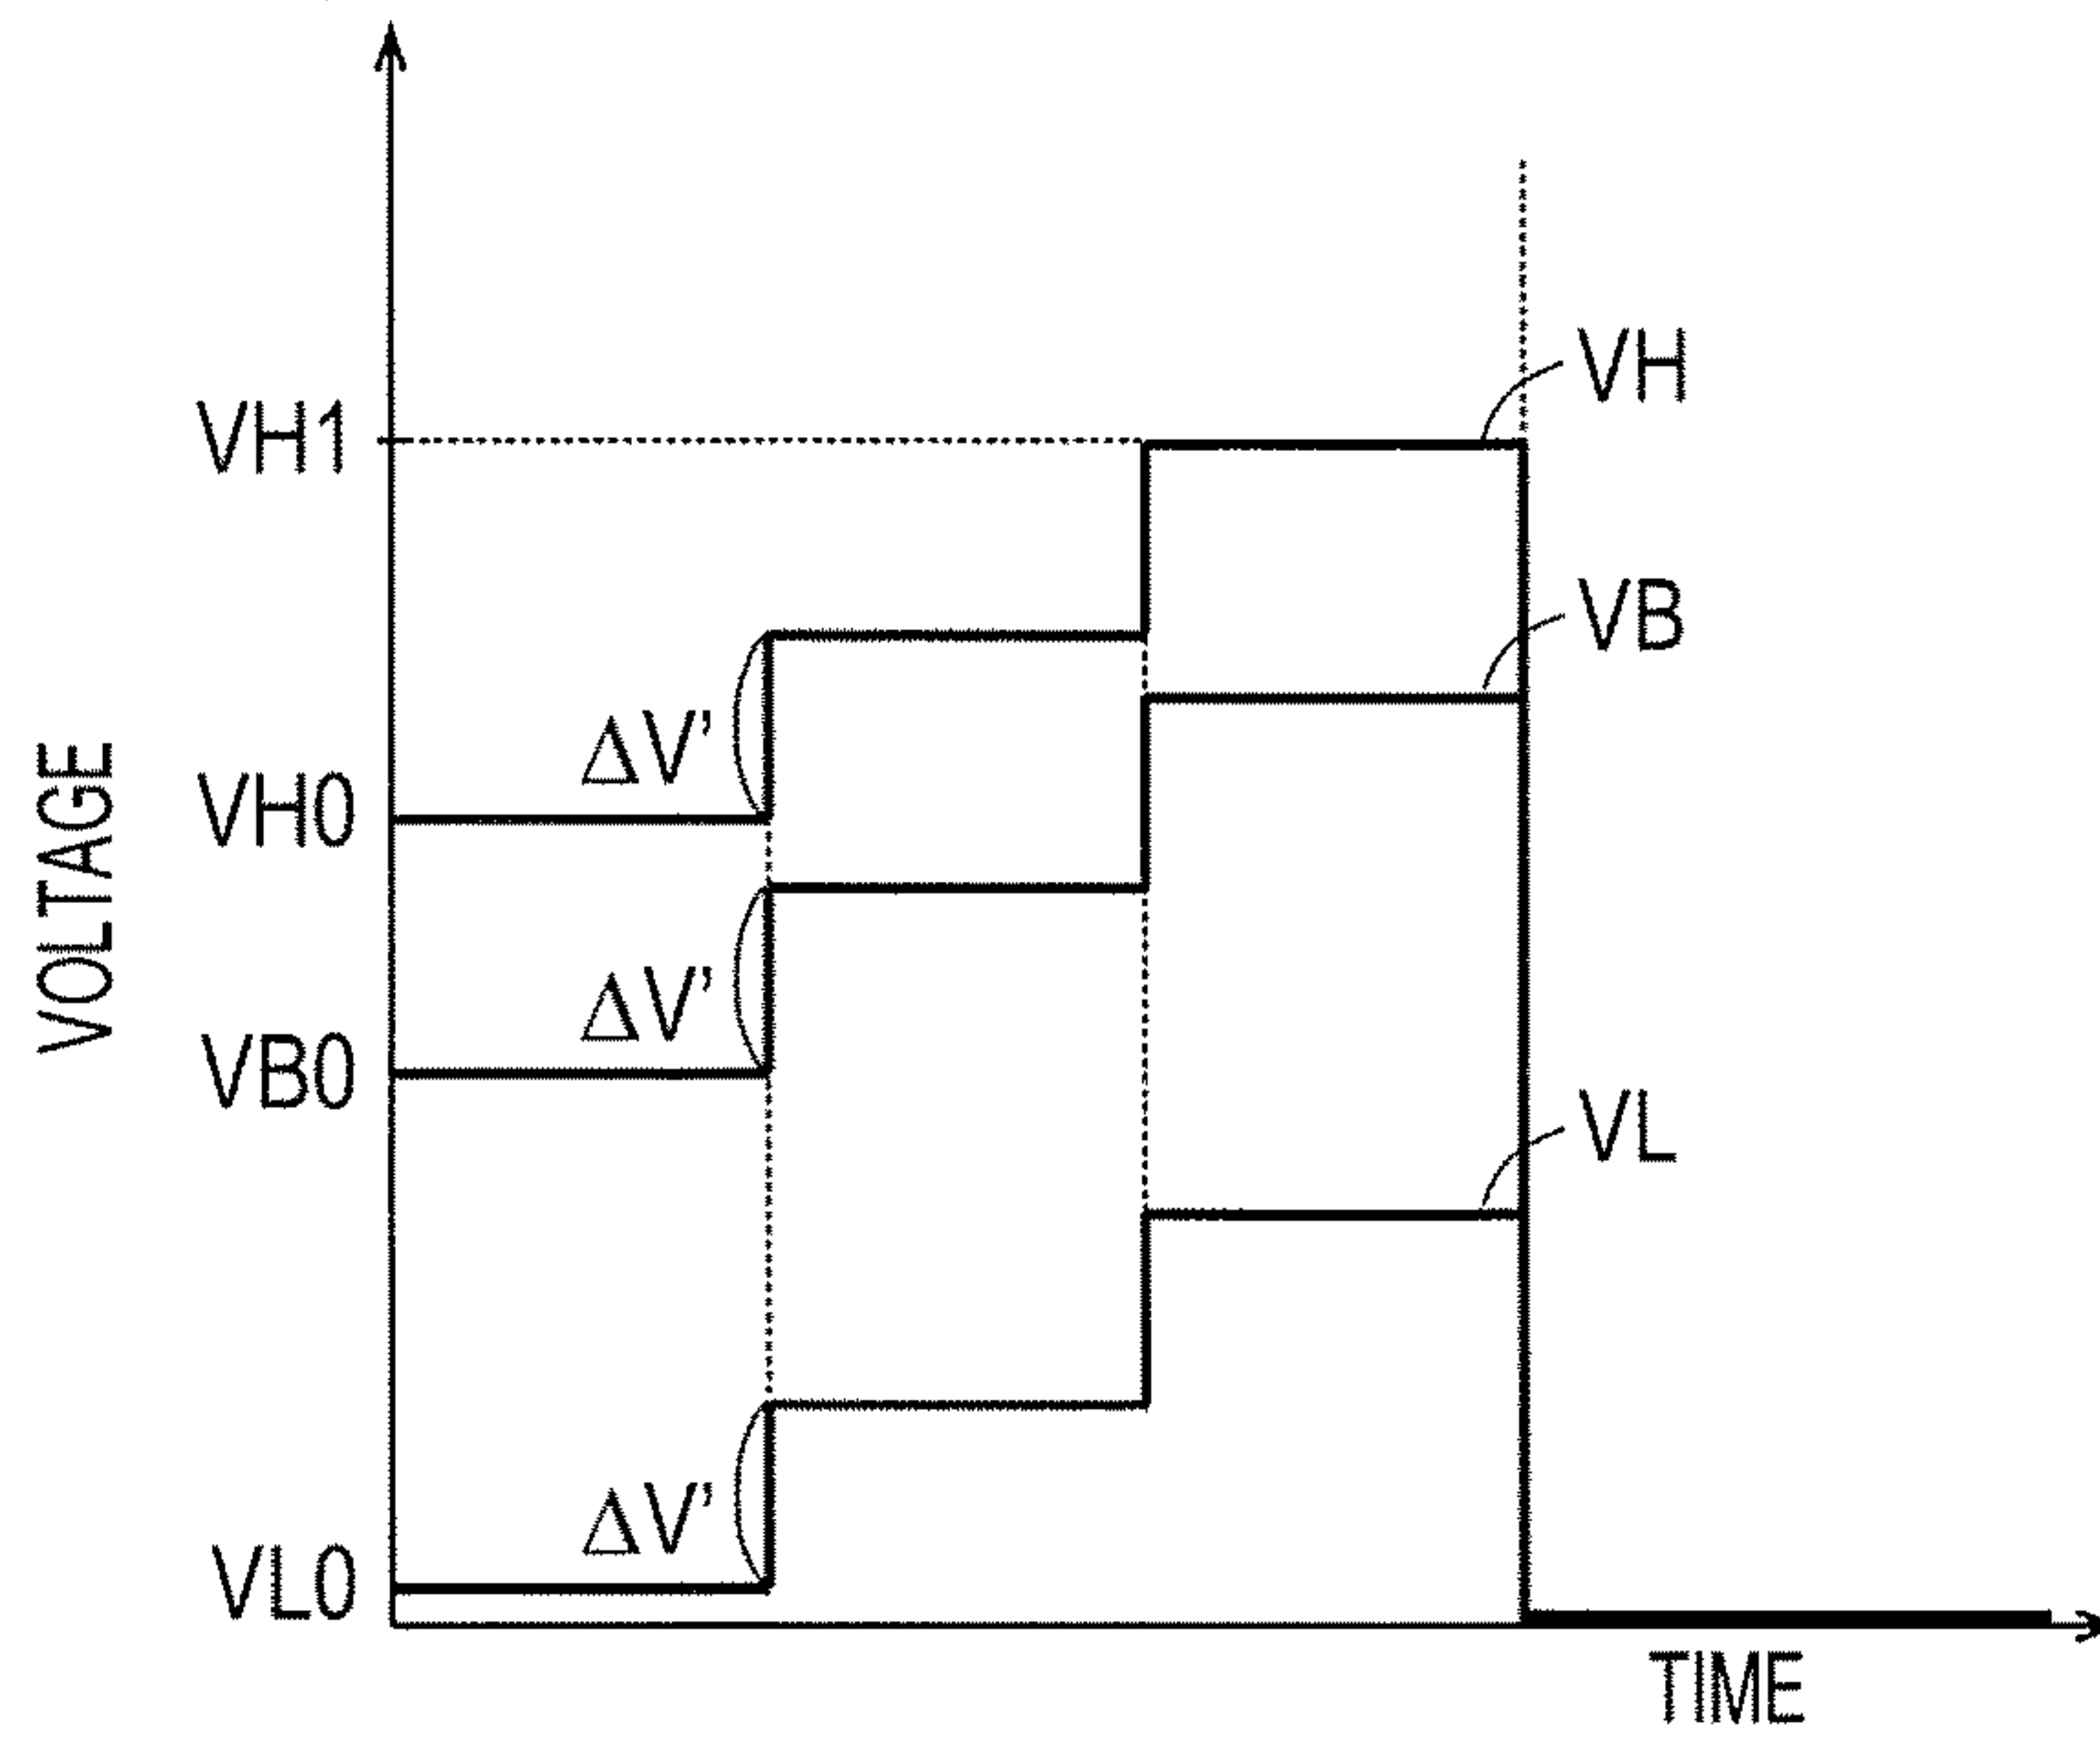 VH1
VH
VB
VH0
ΔV'
VOLTAGE
ΔV'
VB0
VL
ΔV'
VL0
TIME